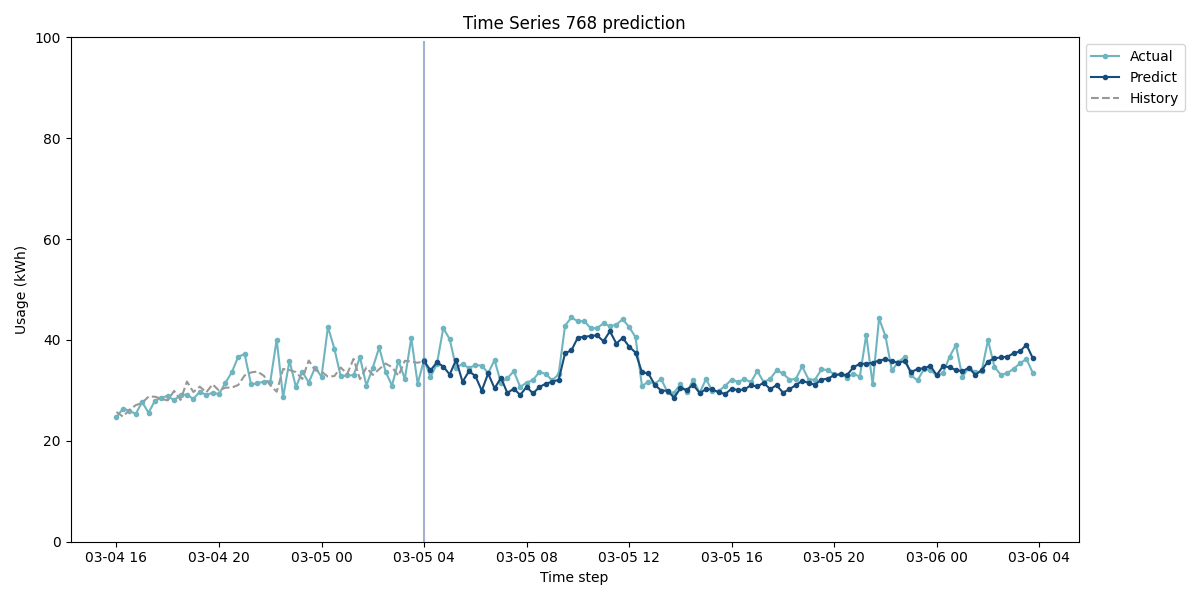 Time Series 768 prediction
100
80
60
40
20
0
Usage (kWh)
03-04 16
03-04 20
03-05 00
03-05 04
03-05 08
03-05 12
03-05 16
03-05 20
03-06 00
03-06 04
Time step
Actual
Predict
History